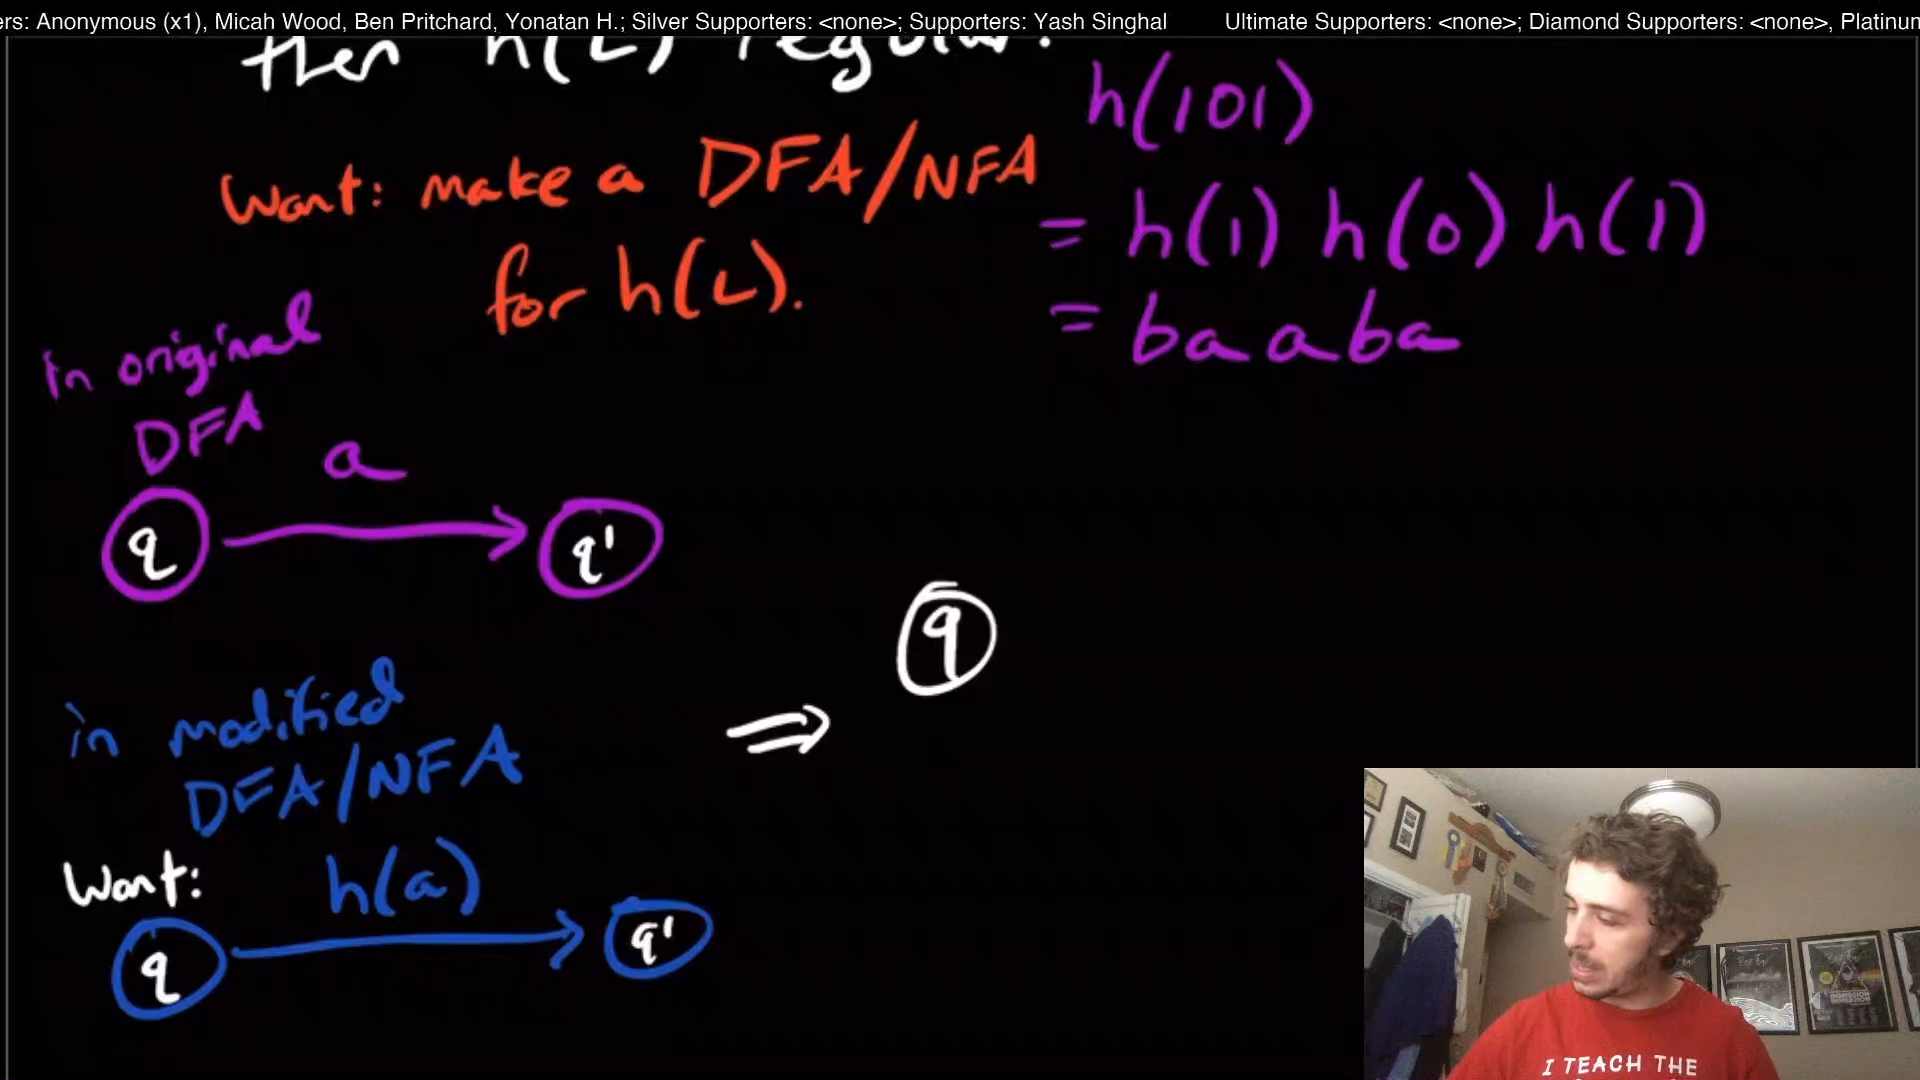 ers: Anonymous (x1), Micah Wood, Ben Pritchard, Yonatan H.; Silver Supporters: <none>; Supporters: Yash Singhal Ultimate Supporters: <none>; Diamond Supporters: <none>, Platinum
then h(L) regular.
Want: make a DFA/NFA
for h(L).
h(101)
= h(1) h(0) h(1)
= baaba
in original
DFA
a
q
q'
in modified
DFA/NFA
Want:
h(a)
q
q'
⇒
q
I TEACH THE